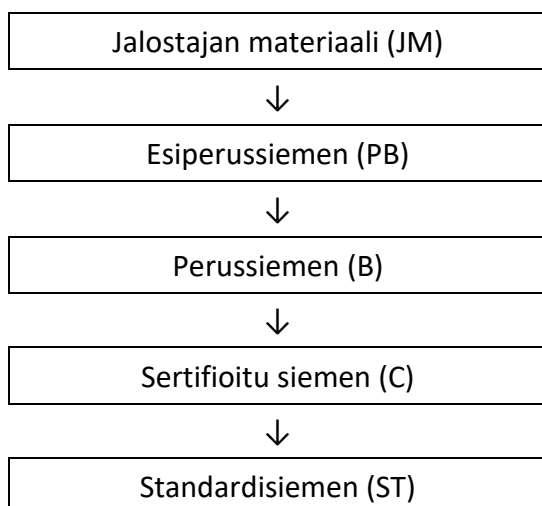 Jalostajan materiaali (JM)
↓
Esiperussiemen (PB)
↓
Perussiemen (B)
↓
Sertifioitu siemen (C)
↓
Standardisiemen (ST)